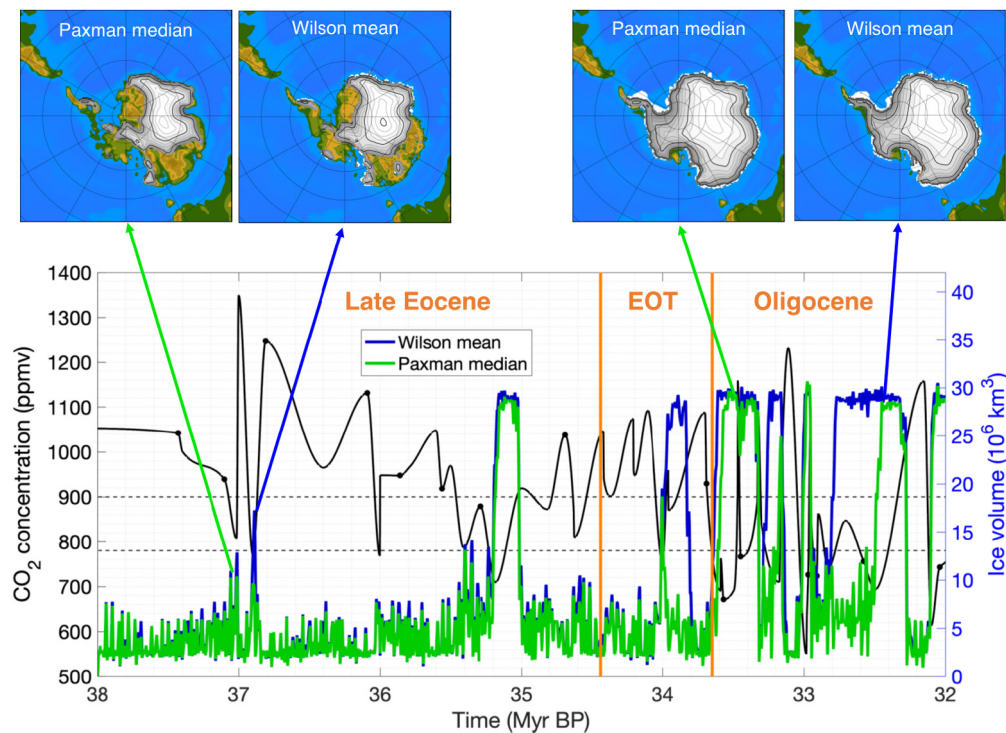 Paxman median
Wilson mean
Paxman median
Wilson mean
Late Eocene
EOT
Oligocene
Wilson mean
Paxman median
CO2 concentration (ppmv)
1400
1300
1200
1100
1000
900
800
700
600
500
Ice volume (10^6 km^3)
40
35
30
25
20
15
10
5
0
38
37
36
35
34
33
32
Time (Myr BP)